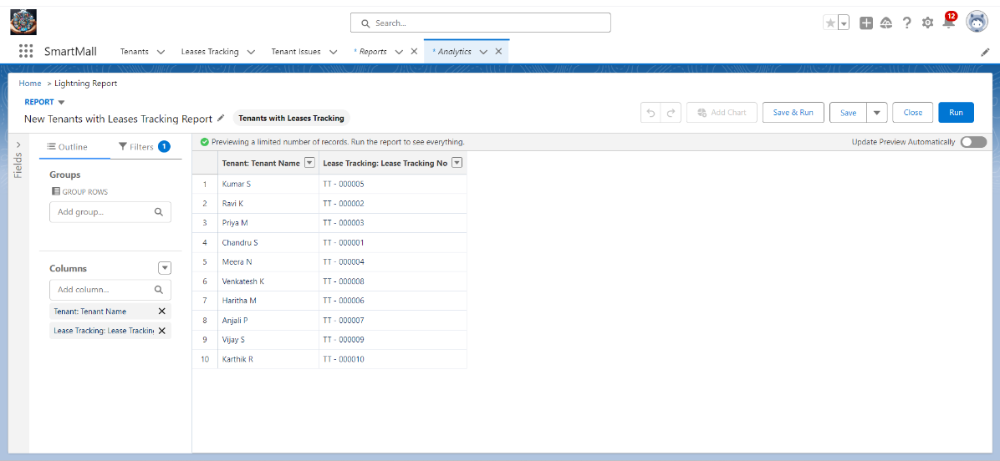 Search...
12
SmartMall
Tenants
Leases Tracking
Tenant Issues
* Reports
* Analytics
Home > Lightning Report
REPORT
New Tenants with Leases Tracking Report
Tenants with Leases Tracking
Add Chart
Save & Run
Save
Close
Run
Fields
Outline
Filters 1
Previewing a limited number of records. Run the report to see everything.
Update Preview Automatically
Groups
GROUP ROWS
Add group...
Columns
Add column...
Tenant: Tenant Name
Lease Tracking: Lease Tracking
Tenant: Tenant Name Lease Tracking: Lease Tracking No
1 Kumar S TT - 000005
2 Ravi K TT - 000002
3 Priya M TT - 000003
4 Chandru S TT - 000001
5 Meera N TT - 000004
6 Venkatesh K TT - 000008
7 Haritha M TT - 000006
8 Anjali P TT - 000007
9 Vijay S TT - 000009
10 Karthik R TT - 000010